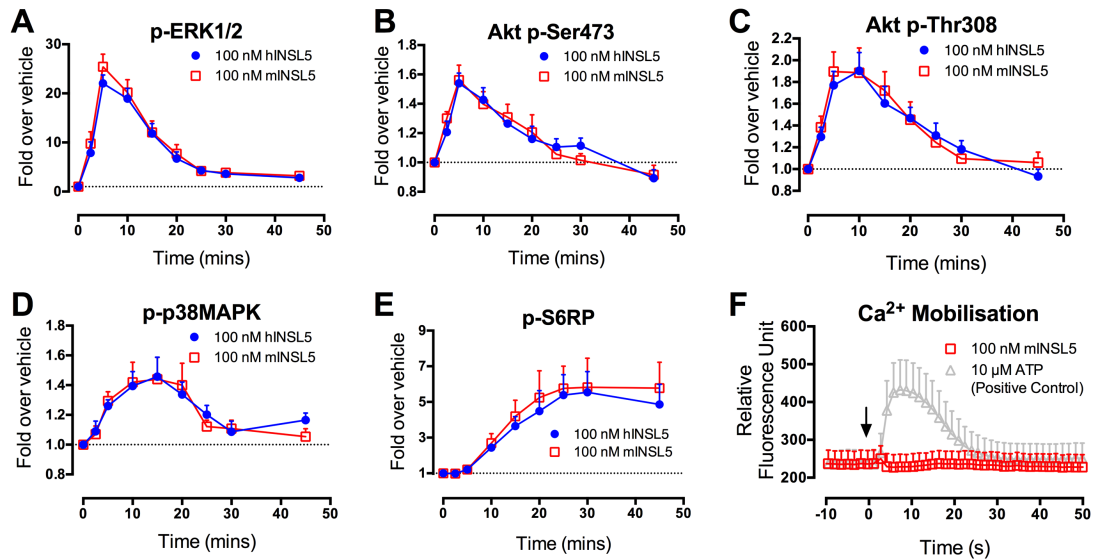 A
p-ERK1/2
100 nM hINSL5
100 nM mINSL5
Fold over vehicle
30
20
10
0
0 10 20 30 40 50
Time (mins)
B
Akt p-Ser473
100 nM hINSL5
100 nM mINSL5
Fold over vehicle
1.8
1.6
1.4
1.2
1.0
0.8
0 10 20 30 40 50
Time (mins)
C
Akt p-Thr308
100 nM hINSL5
100 nM mINSL5
Fold over vehicle
2.2
2.0
1.8
1.6
1.4
1.2
1.0
0.8
0 10 20 30 40 50
Time (mins)
D
p-p38MAPK
100 nM hINSL5
100 nM mINSL5
Fold over vehicle
1.8
1.6
1.4
1.2
1.0
0.8
0 10 20 30 40 50
Time (mins)
E
p-S6RP
100 nM hINSL5
100 nM mINSL5
Fold over vehicle
9
7
5
3
1
0 10 20 30 40 50
Time (mins)
F
Ca²⁺ Mobilisation
100 nM mINSL5
10 µM ATP
(Positive Control)
Relative
Fluorescence Unit
600
500
400
300
200
-10 0 10 20 30 40 50
Time (s)